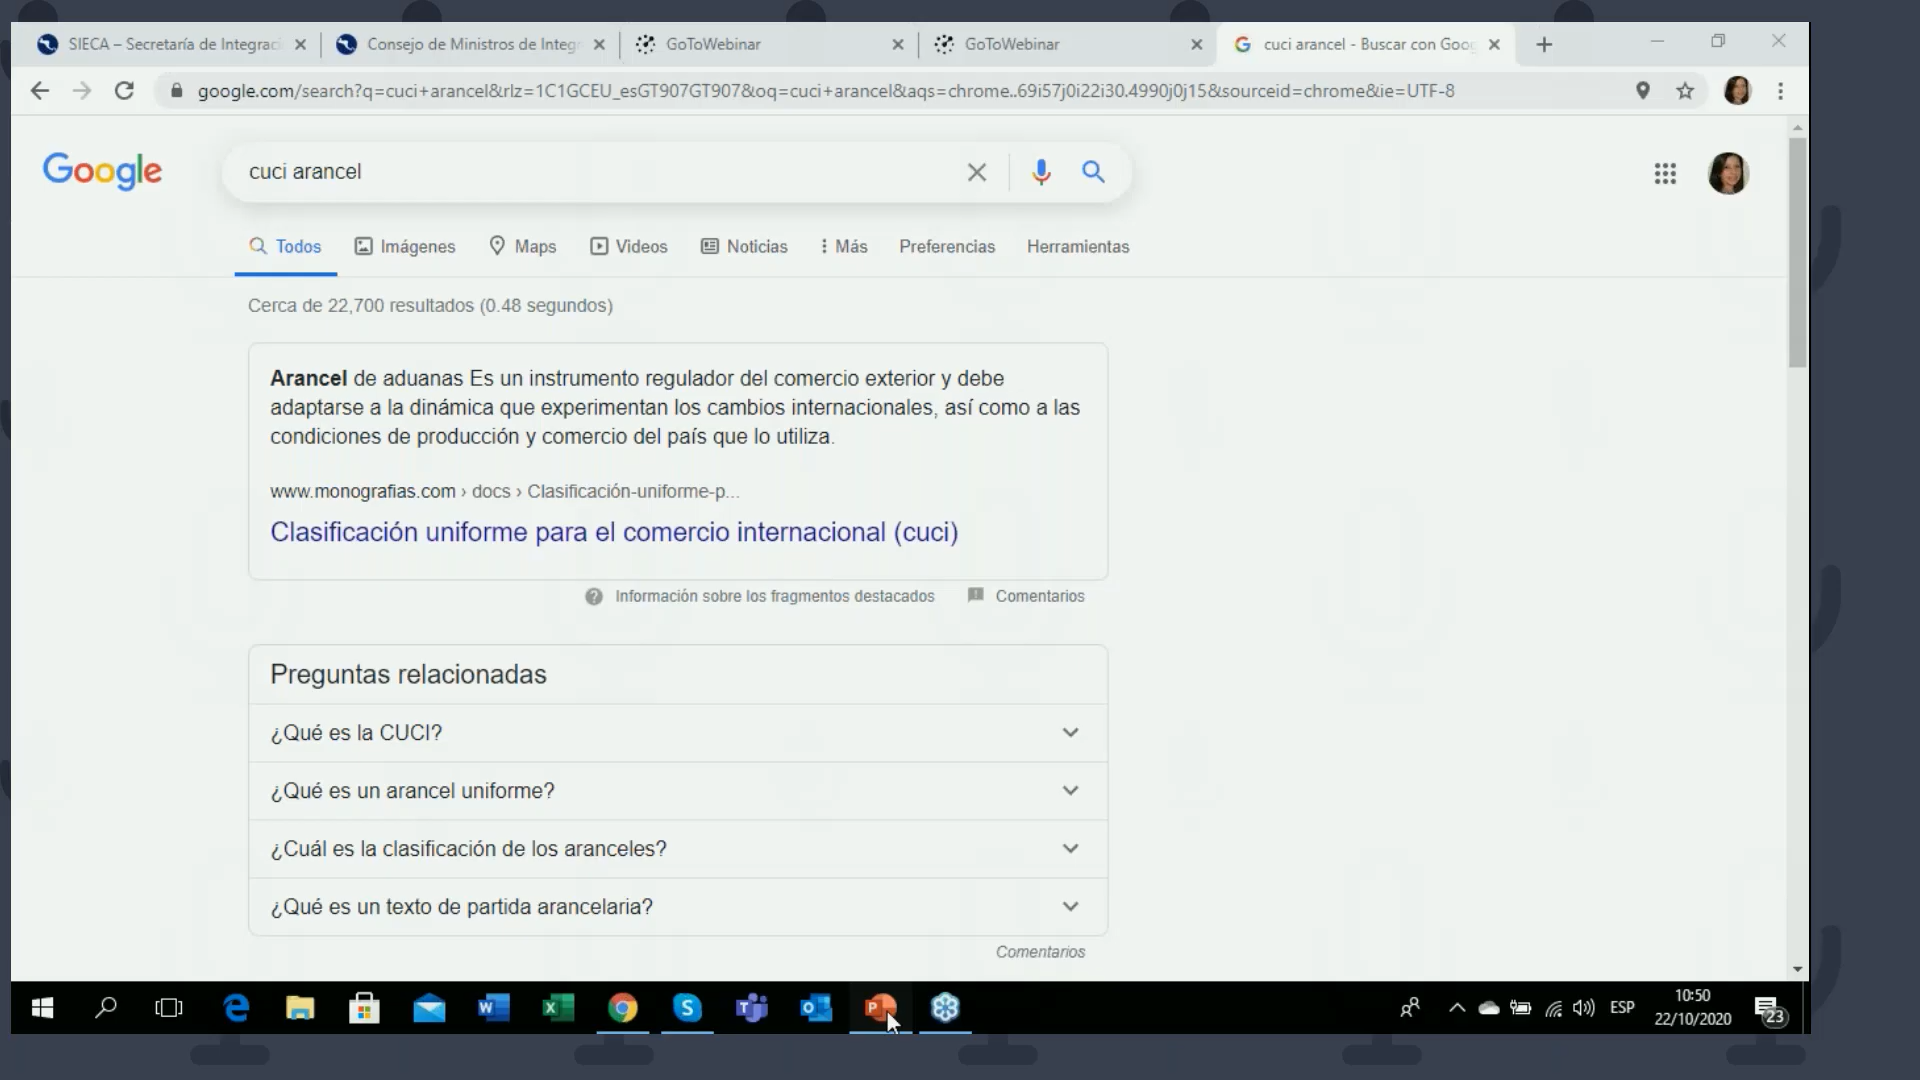 SIECA – Secretaría de Integrac
Consejo de Ministros de Integr
GoToWebinar
GoToWebinar
cuci arancel - Buscar con Goog
google.com/search?q=cuci+arancel&rlz=1C1GCEU_esGT907GT907&oq=cuci+arancel&aqs=chrome..69i57j0i22i30.4990j0j15&sourceid=chrome&ie=UTF-8
Google
cuci arancel
Todos
Imágenes
Maps
Videos
Noticias
Más
Preferencias
Herramientas
Cerca de 22,700 resultados (0.48 segundos)
Arancel de aduanas Es un instrumento regulador del comercio exterior y debe
adaptarse a la dinámica que experimentan los cambios internacionales, así como a las
condiciones de producción y comercio del país que lo utiliza.
www.monografias.com › docs › Clasificación-uniforme-p...
Clasificación uniforme para el comercio internacional (cuci)
Información sobre los fragmentos destacados
Comentarios
Preguntas relacionadas
¿Qué es la CUCI?
¿Qué es un arancel uniforme?
¿Cuál es la clasificación de los aranceles?
¿Qué es un texto de partida arancelaria?
Comentarios
ESP
10:50
22/10/2020
23